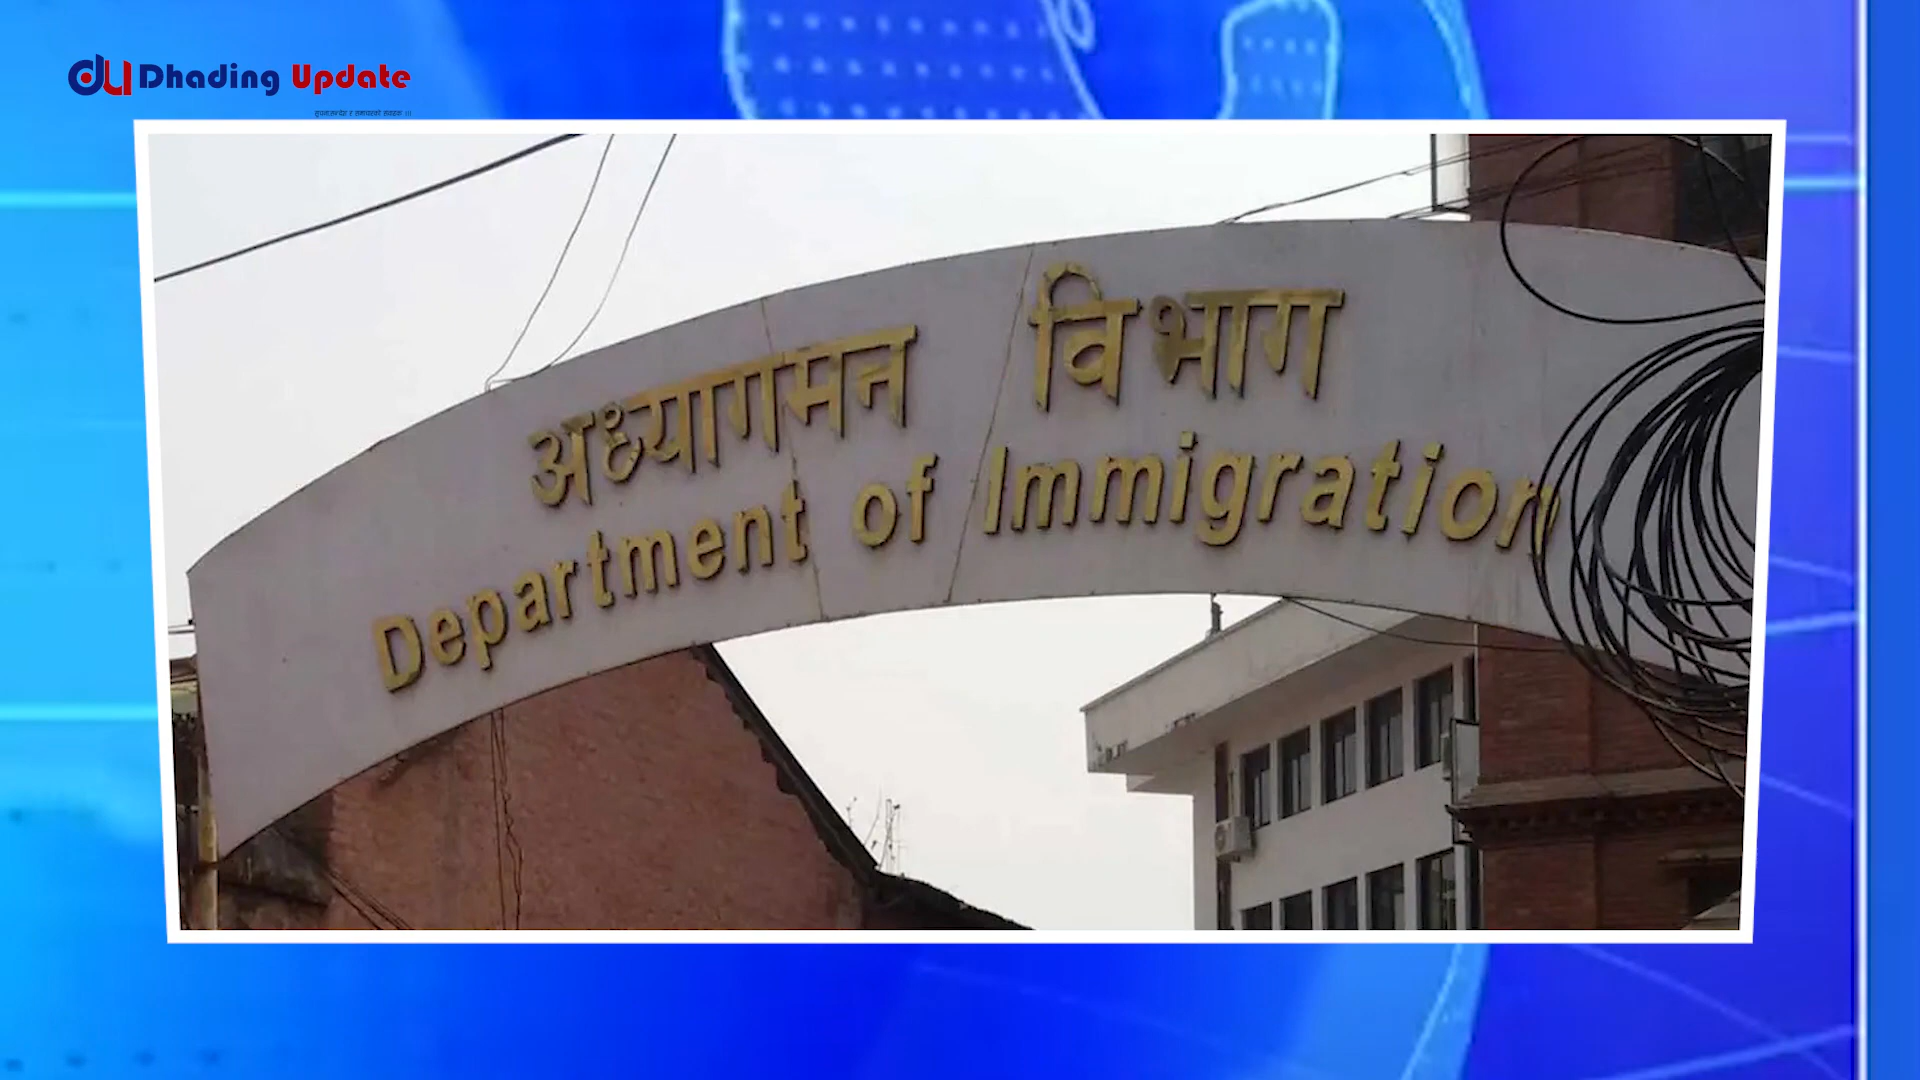 Dhading Update
अध्यागमन विभाग
Department of Immigration